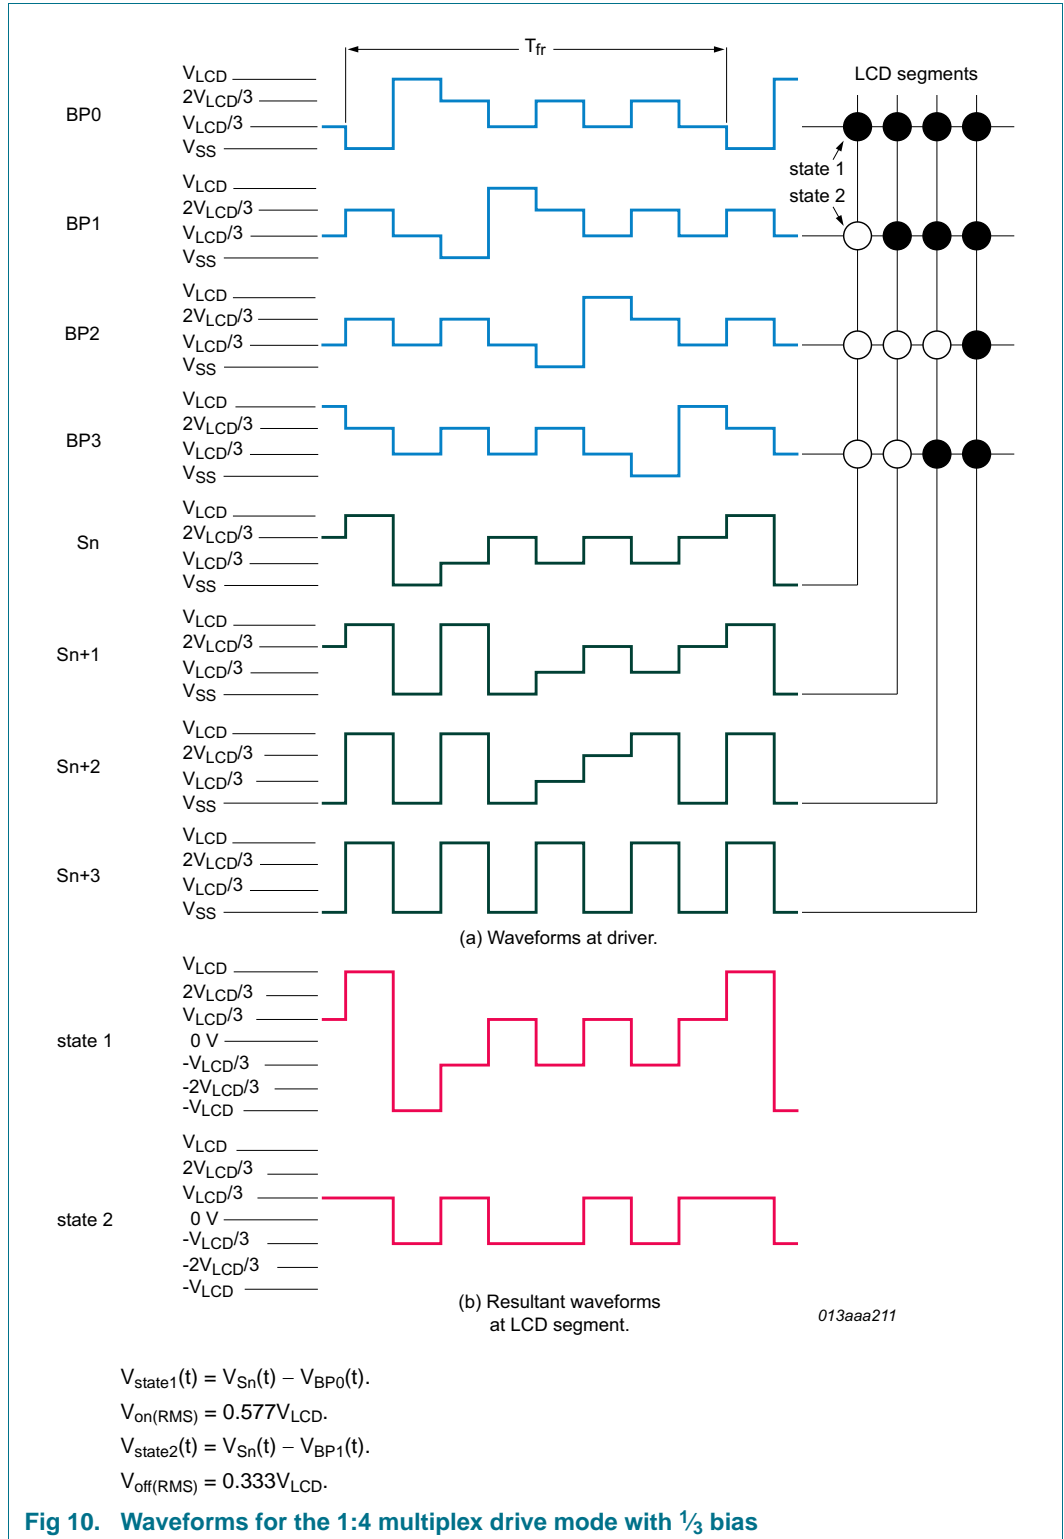 T_fr
LCD segments
BP0
V_LCD
2V_LCD/3
V_LCD/3
V_SS
state 1
state 2
BP1
V_LCD
2V_LCD/3
V_LCD/3
V_SS
BP2
V_LCD
2V_LCD/3
V_LCD/3
V_SS
BP3
V_LCD
2V_LCD/3
V_LCD/3
V_SS
Sn
V_LCD
2V_LCD/3
V_LCD/3
V_SS
Sn+1
V_LCD
2V_LCD/3
V_LCD/3
V_SS
Sn+2
V_LCD
2V_LCD/3
V_LCD/3
V_SS
Sn+3
V_LCD
2V_LCD/3
V_LCD/3
V_SS
(a) Waveforms at driver.
state 1
V_LCD
2V_LCD/3
V_LCD/3
0 V
-V_LCD/3
-2V_LCD/3
-V_LCD
state 2
V_LCD
2V_LCD/3
V_LCD/3
0 V
-V_LCD/3
-2V_LCD/3
-V_LCD
(b) Resultant waveforms
at LCD segment.
013aaa211
V_state1(t) = V_Sn(t) − V_BP0(t).
V_on(RMS) = 0.577V_LCD.
V_state2(t) = V_Sn(t) − V_BP1(t).
V_off(RMS) = 0.333V_LCD.
Fig 10. Waveforms for the 1:4 multiplex drive mode with 1⁄3 bias